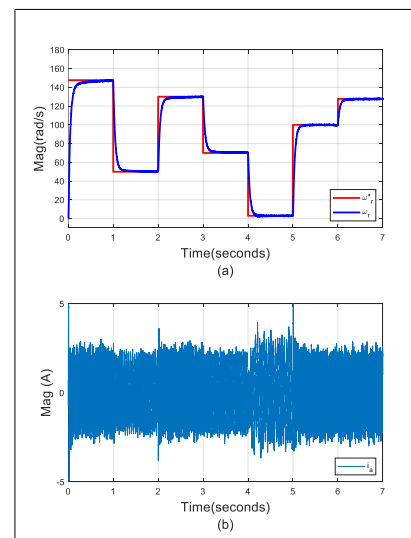 180
160
140
120
100
80
60
40
20
0
Mag(rad/s)
ω*r
ωr
0 1 2 3 4 5 6 7
Time(seconds)
(a)
5
0
-5
Mag (A)
ia
0 1 2 3 4 5 6 7
Time(seconds)
(b)